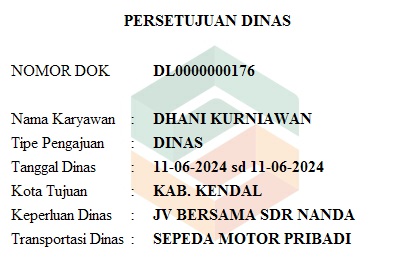 PERSETUJUAN DINAS
NOMOR DOK DL0000000176
Nama Karyawan : DHANI KURNIAWAN
Tipe Pengajuan : DINAS
Tanggal Dinas : 11-06-2024 sd 11-06-2024
Kota Tujuan : KAB. KENDAL
Keperluan Dinas : JV BERSAMA SDR NANDA
Transportasi Dinas : SEPEDA MOTOR PRIBADI